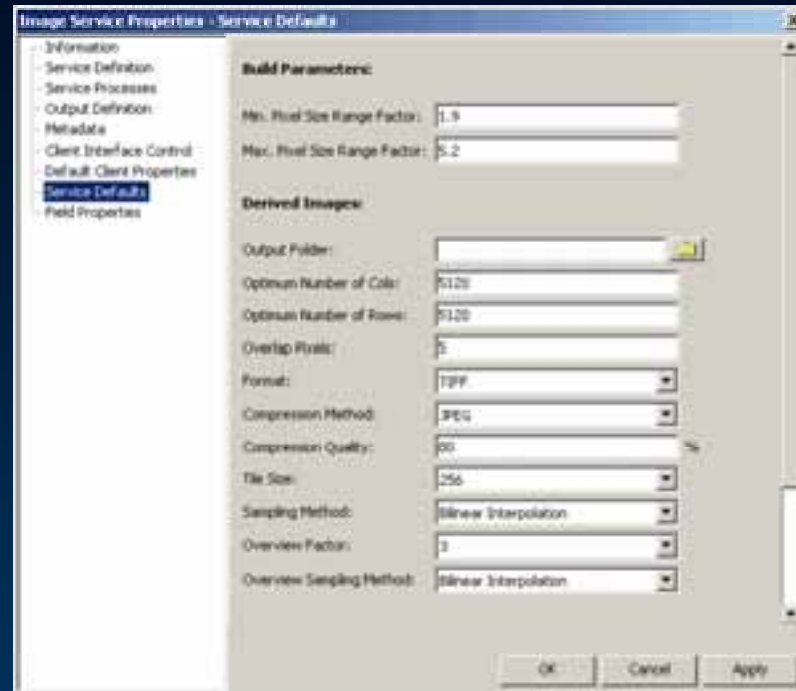 Image Service Properties - Service Defaults
Information
Service Definition
Service Processes
Output Definition
Metadata
Client Interface Control
Default Client Properties
Service Defaults
Field Properties
Build Parameters:
Min. Pixel Size Range Factor: 1.9
Max. Pixel Size Range Factor: 5.2
Derived Images:
Output Folder:
Optimum Number of Cols: 5120
Optimum Number of Rows: 5120
Overlap Pixels: 5
Format: TIFF
Compression Method: JPEG
Compression Quality: 80 %
Tile Size: 256
Sampling Method: Bilinear Interpolation
Overview Factor: 3
Overview Sampling Method: Bilinear Interpolation
OK Cancel Apply